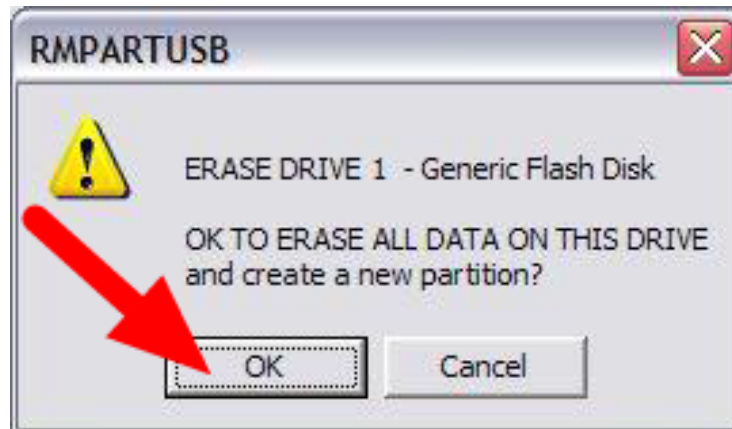 RMPARTUSB
ERASE DRIVE 1 - Generic Flash Disk
OK TO ERASE ALL DATA ON THIS DRIVE
and create a new partition?
OK
Cancel